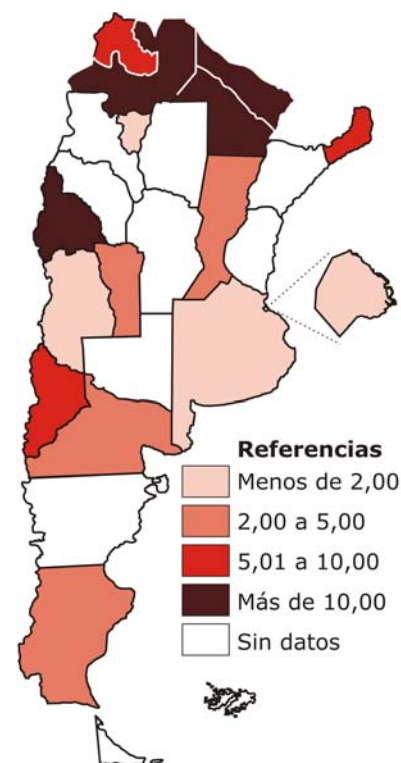 Referencias
Menos de 2,00
2,00 a 5,00
5,01 a 10,00
Más de 10,00
Sin datos